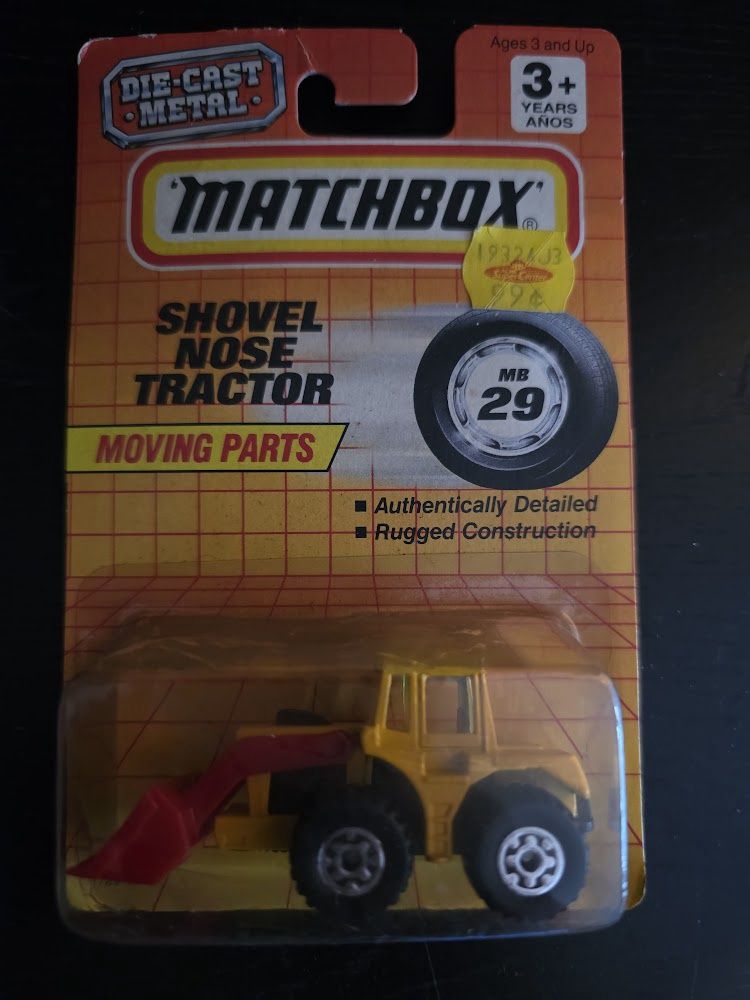 Ages 3 and Up
DIE-CAST
METAL
3+
YEARS
AÑOS
'MATCHBOX'
®
99¢
SHOVEL
NOSE
TRACTOR
MB
29
MOVING PARTS
■ Authentically Detailed
■ Rugged Construction